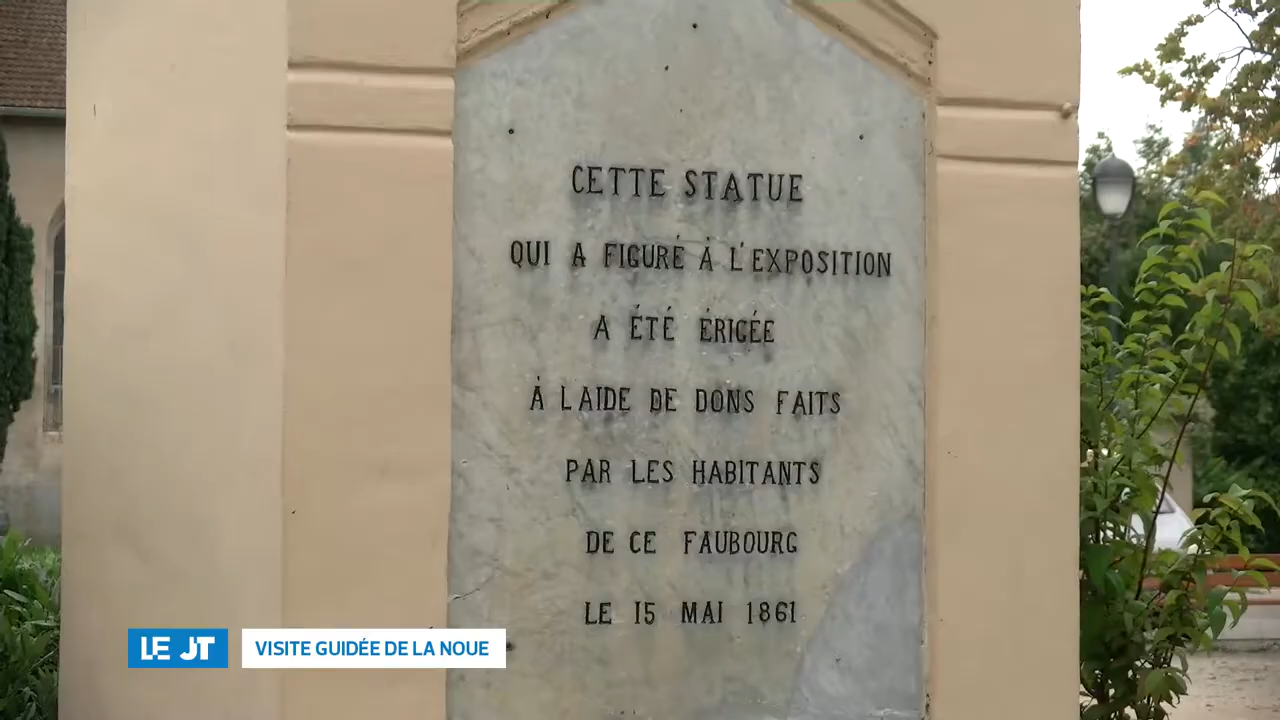 CETTE STATUE
QUI A FIGURÉ À L'EXPOSITION
A ÉTÉ ÉRIGÉE
À LAIDE DE DONS FAITS
PAR LES HABITANTS
DE CE FAUBOURG
LE 15 MAI 1861
LE JT VISITE GUIDÉE DE LA NOUE